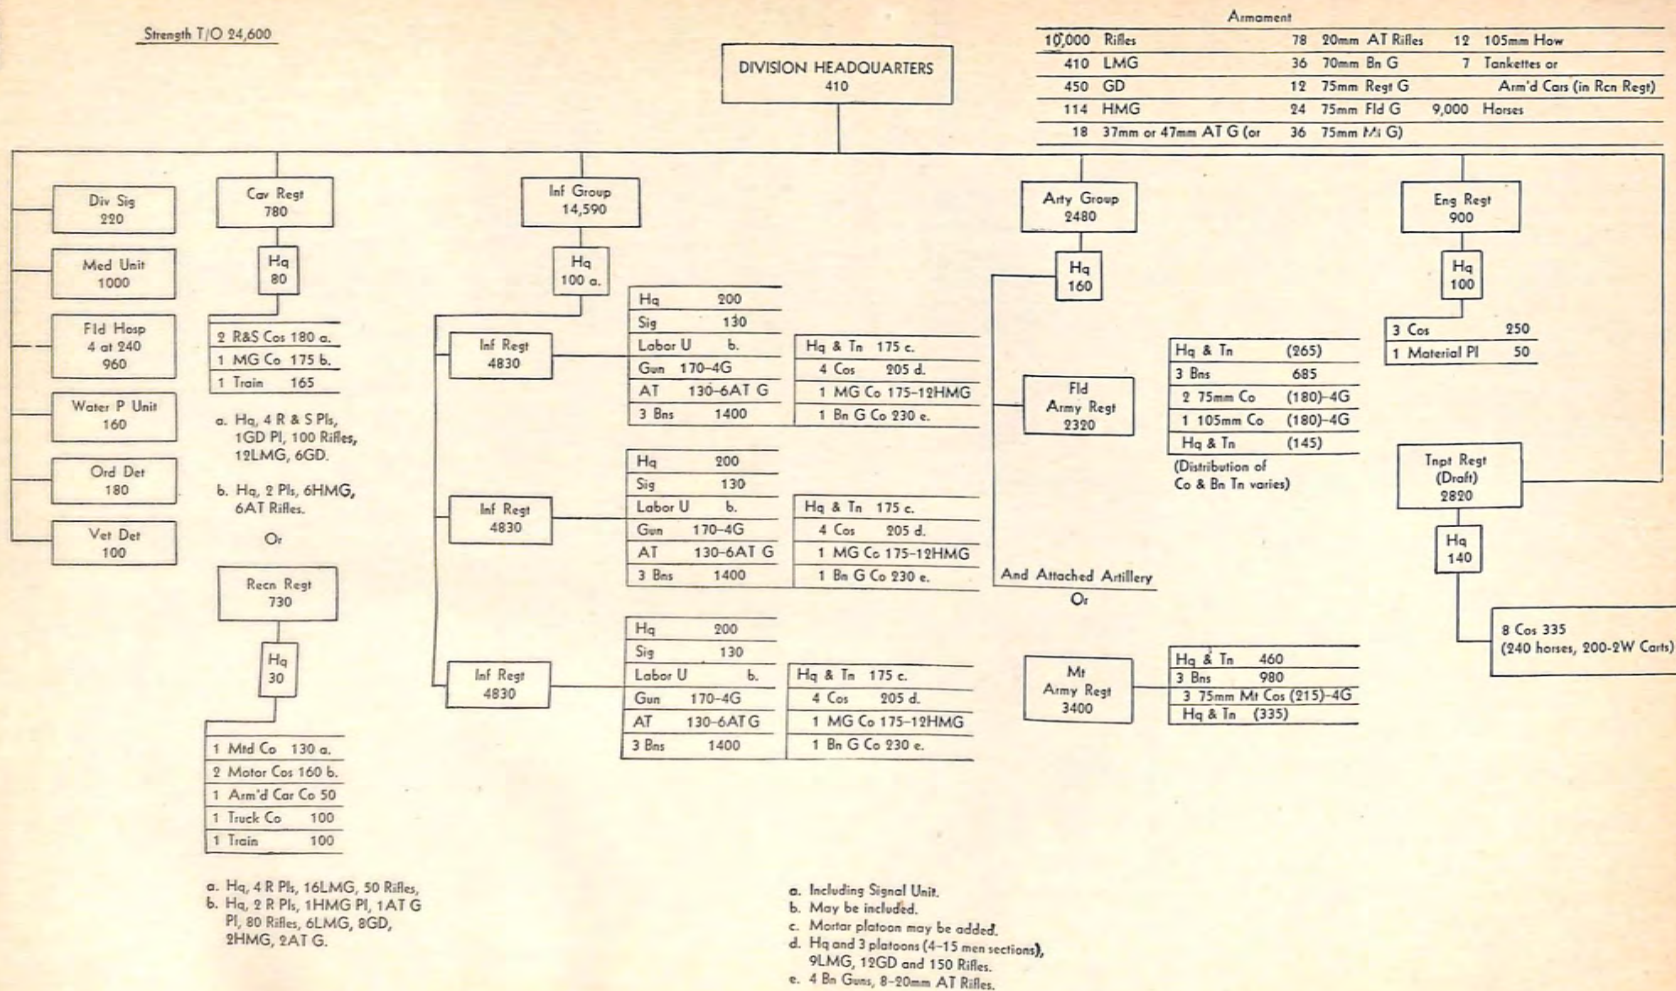 Strength T/O 24,600
DIVISION HEADQUARTERS
410
Armament
10,000 Rifles 78 20mm AT Rifles 12 105mm How
410 LMG 36 70mm Bn G 7 Tankettes or
450 GD 12 75mm Regt G Arm'd Cars (in Rcn Regt)
114 HMG 24 75mm Fld G 9,000 Horses
18 37mm or 47mm AT G (or 36 75mm Mi G)
Div Sig
220
Med Unit
1000
Fld Hosp
4 at 240
960
Water P Unit
160
Ord Det
180
Vet Det
100
Cav Regt
780
Hq
80
2 R&S Cos 180 a.
1 MG Co 175 b.
1 Train 165
a. Hq, 4 R & S Pls,
1GD Pl, 100 Rifles,
12LMG, 6GD.
b. Hq, 2 Pls, 6HMG,
6AT Rifles.
Or
Recn Regt
730
Hq
30
1 Mtd Co 130 a.
2 Motor Cos 160 b.
1 Arm'd Car Co 50
1 Truck Co 100
1 Train 100
a. Hq, 4 R Pls, 16LMG, 50 Rifles,
b. Hq, 2 R Pls, 1HMG Pl, 1AT G
Pl, 80 Rifles, 6LMG, 8GD,
2HMG, 2AT G.
Inf Group
14,590
Hq
100 a.
Inf Regt
4830
Hq 200
Sig 130
Labor U b.
Gun 170-4G
AT 130-6AT G
3 Bns 1400
Hq & Tn 175 c.
4 Cos 205 d.
1 MG Co 175-12HMG
1 Bn G Co 230 e.
Inf Regt
4830
Hq 200
Sig 130
Labor U b.
Gun 170-4G
AT 130-6AT G
3 Bns 1400
Hq & Tn 175 c.
4 Cos 205 d.
1 MG Co 175-12HMG
1 Bn G Co 230 e.
Inf Regt
4830
Hq 200
Sig 130
Labor U b.
Gun 170-4G
AT 130-6AT G
3 Bns 1400
Hq & Tn 175 c.
4 Cos 205 d.
1 MG Co 175-12HMG
1 Bn G Co 230 e.
a. Including Signal Unit.
b. May be included.
c. Mortar platoon may be added.
d. Hq and 3 platoons (4-15 men sections),
9LMG, 12GD and 150 Rifles.
e. 4 Bn Guns, 8-20mm AT Rifles.
Arty Group
2480
Hq
160
Fld
Army Regt
2320
Hq & Tn (265)
3 Bns 685
2 75mm Co (180)-4G
1 105mm Co (180)-4G
Hq & Tn (145)
(Distribution of
Co & Bn Tn varies)
And Attached Artillery
Or
Mt
Army Regt
3400
Hq & Tn 460
3 Bns 980
3 75mm Mt Cos (215)-4G
Hq & Tn (335)
Eng Regt
900
Hq
100
3 Cos 250
1 Material Pl 50
Tnpt Regt
(Draft)
2820
Hq
140
8 Cos 335
(240 horses, 200-2W Carts)